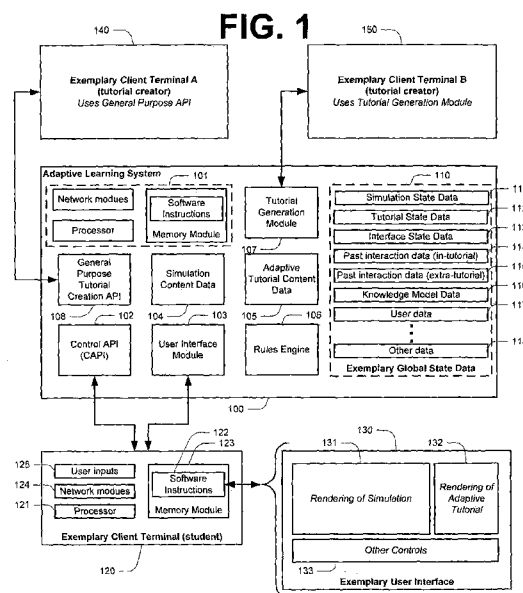 FIG. 1
140
150
Exemplary Client Terminal A
(tutorial creator)
Uses General Purpose API
Exemplary Client Terminal B
(tutorial creator)
Uses Tutorial Generation Module
Adaptive Learning System
101
110
Network modues
Processor
Software
Instructions
Memory Module
Tutorial
Generation
Module
107
Simulation State Data
Tutorial State Data
Interface State Data
Past interaction data (in-tutorial)
Past interaction data (extra-tutorial)
Knowledge Model Data
User data
Other data
Exemplary Global State Data
General
Purpose
Tutorial
Creation API
108
102
Simulation
Content Data
104
103
Adaptive
Tutorial Content
Data
105
106
Control API
(CAPI)
User Interface
Module
Rules Engine
100
122
123
125
User inputs
124
Network modues
121
Processor
Software
Instructions
Memory Module
Exemplary Client Terminal (student)
120
130
131
132
Rendering of Simulation
Rendering of
Adaptive
Tutorial
Other Controls
133
Exemplary User Interface